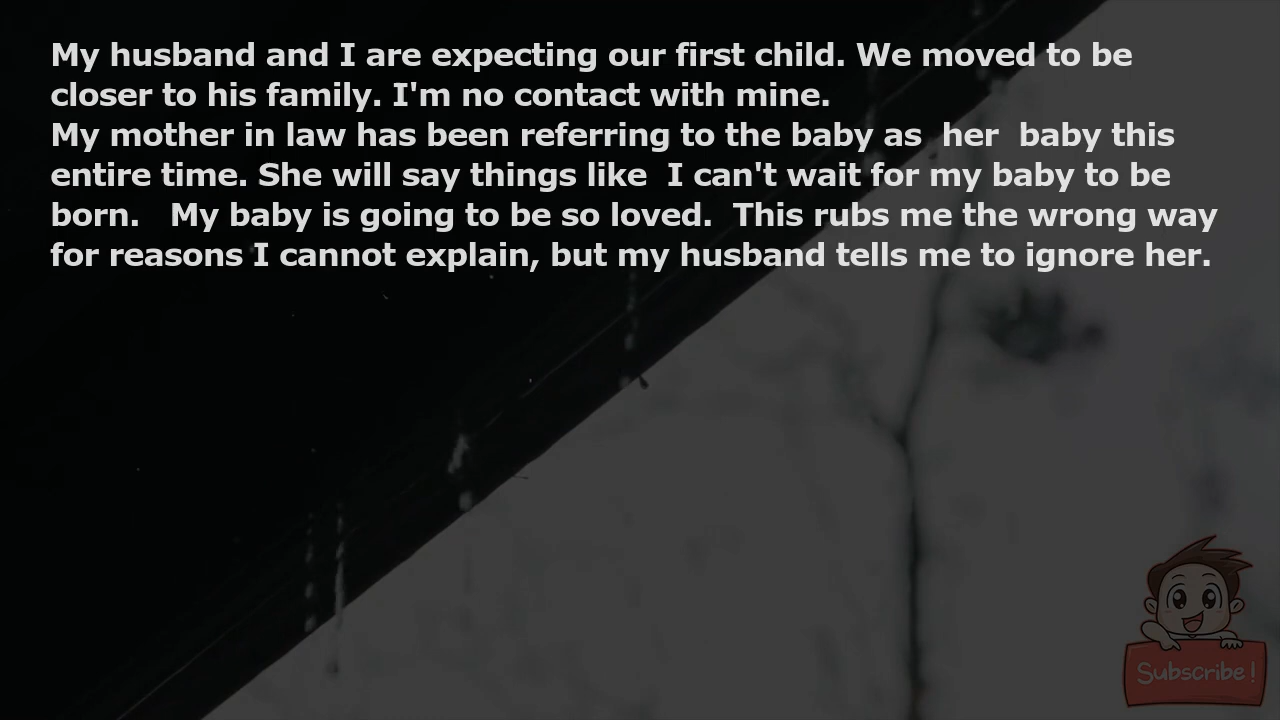 My husband and I are expecting our first child. We moved to be
closer to his family. I'm no contact with mine.
My mother in law has been referring to the baby as  her  baby this
entire time. She will say things like  I can't wait for my baby to be
born.   My baby is going to be so loved.  This rubs me the wrong way
for reasons I cannot explain, but my husband tells me to ignore her.
Subscribe!